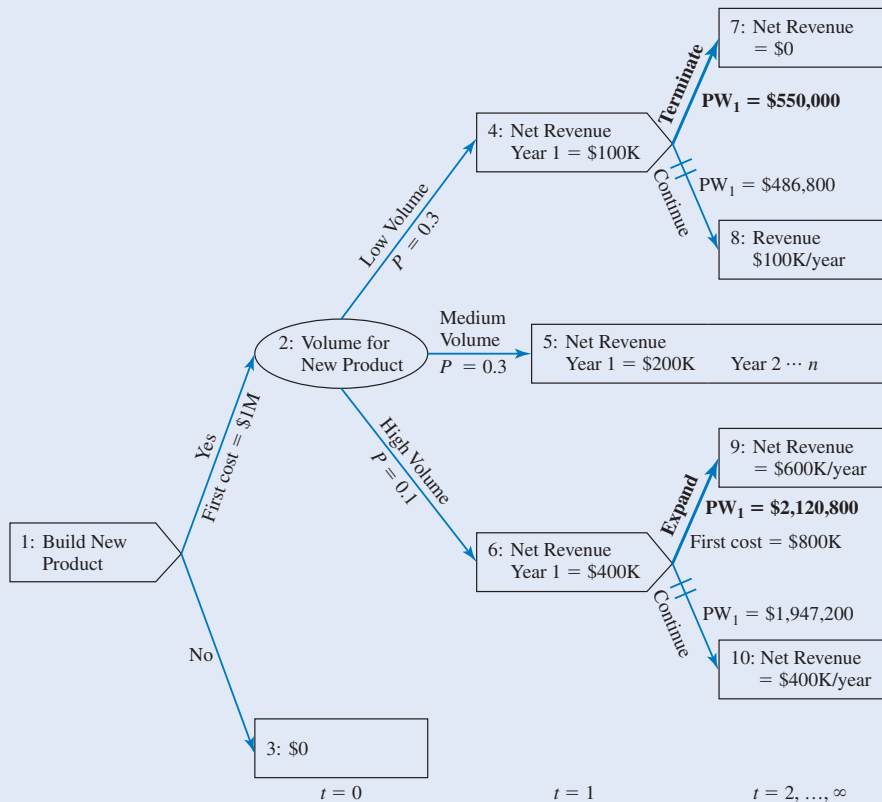 7: Net Revenue
= $0
Terminate
PW₁ = $550,000
4: Net Revenue
Year 1 = $100K
PW₁ = $486,800
Continue
8: Revenue
$100K/year
Low Volume
P = 0.3
Medium
Volume
P = 0.3
2: Volume for
New Product
5: Net Revenue
Year 1 = $200K Year 2 ··· n
Yes
First cost = $1M
High Volume
P = 0.1
9: Net Revenue
= $600K/year
Expand
PW₁ = $2,120,800
First cost = $800K
1: Build New
Product
6: Net Revenue
Year 1 = $400K
PW₁ = $1,947,200
Continue
10: Net Revenue
= $400K/year
No
3: $0
t = 0 t = 1 t = 2, ..., ∞